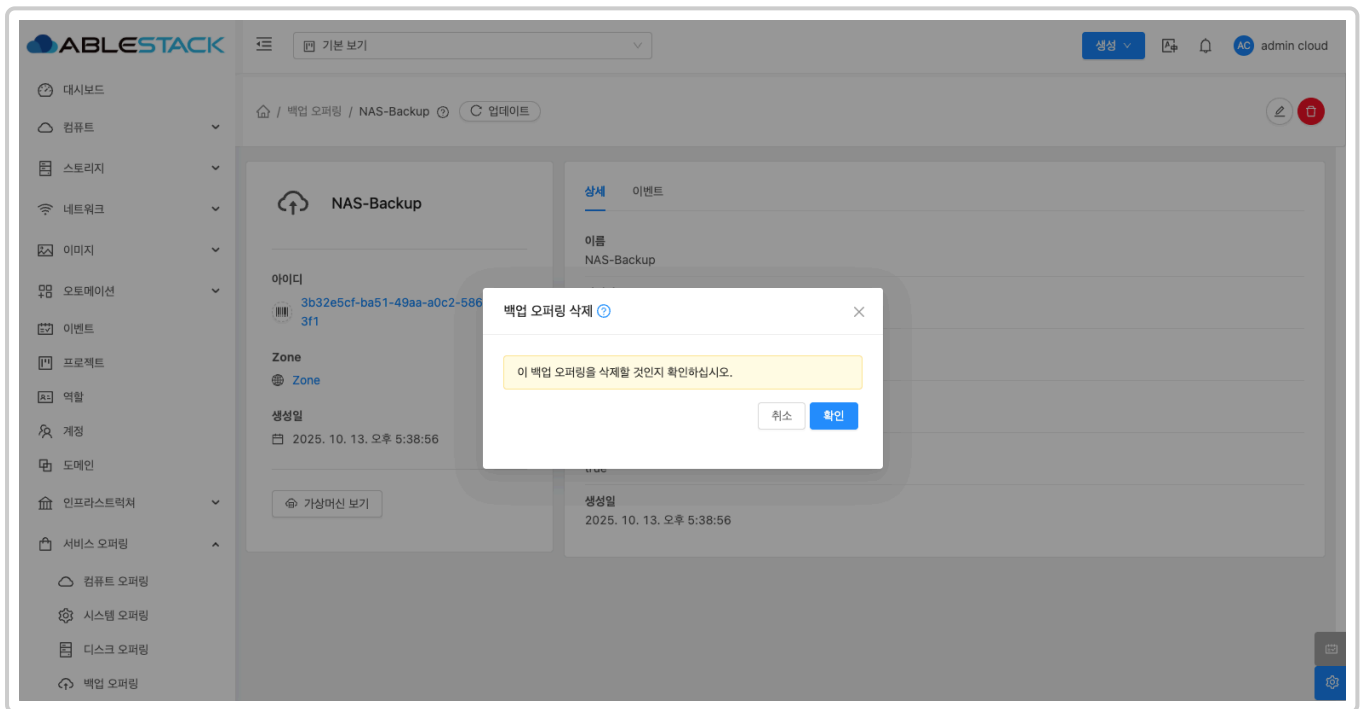 ABLESTACK
기본 보기
생성
AC admin cloud
대시보드
컴퓨트
스토리지
네트워크
이미지
오토메이션
이벤트
프로젝트
역할
계정
도메인
인프라스트럭쳐
서비스 오퍼링
컴퓨트 오퍼링
시스템 오퍼링
디스크 오퍼링
백업 오퍼링
/ 백업 오퍼링 / NAS-Backup 업데이트
NAS-Backup
아이디
3b32e5cf-ba51-49aa-a0c2-586
3f1
Zone
Zone
생성일
2025. 10. 13. 오후 5:38:56
가상머신 보기
상세 이벤트
이름
NAS-Backup
백업 오퍼링 삭제
이 백업 오퍼링을 삭제할 것인지 확인하십시오.
취소 확인
생성일
2025. 10. 13. 오후 5:38:56